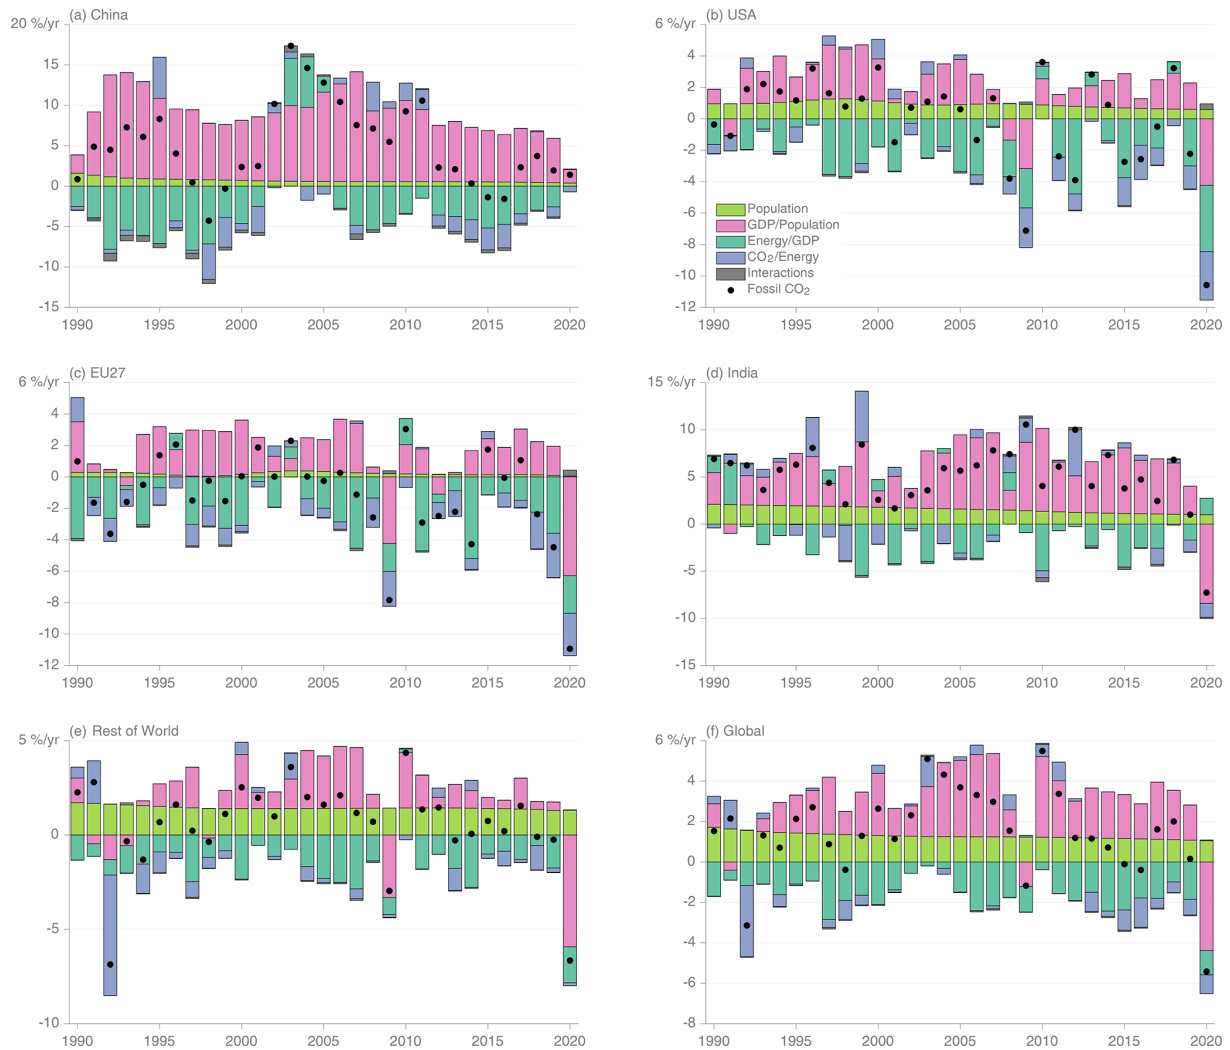 20 %/yr (a) China
15
10
5
0
-5
-10
-15
1990 1995 2000 2005 2010 2015 2020
6 %/yr (b) USA
4
2
0
-2
-4
-6
-8
-10
-12
Population
GDP/Population
Energy/GDP
CO₂/Energy
Interactions
Fossil CO₂
1990 1995 2000 2005 2010 2015 2020
6 %/yr (c) EU27
4
2
0
-2
-4
-6
-8
-10
-12
1990 1995 2000 2005 2010 2015 2020
15 %/yr (d) India
10
5
0
-5
-10
-15
1990 1995 2000 2005 2010 2015 2020
5 %/yr (e) Rest of World
0
-5
-10
1990 1995 2000 2005 2010 2015 2020
6 %/yr (f) Global
4
2
0
-2
-4
-6
-8
1990 1995 2000 2005 2010 2015 2020